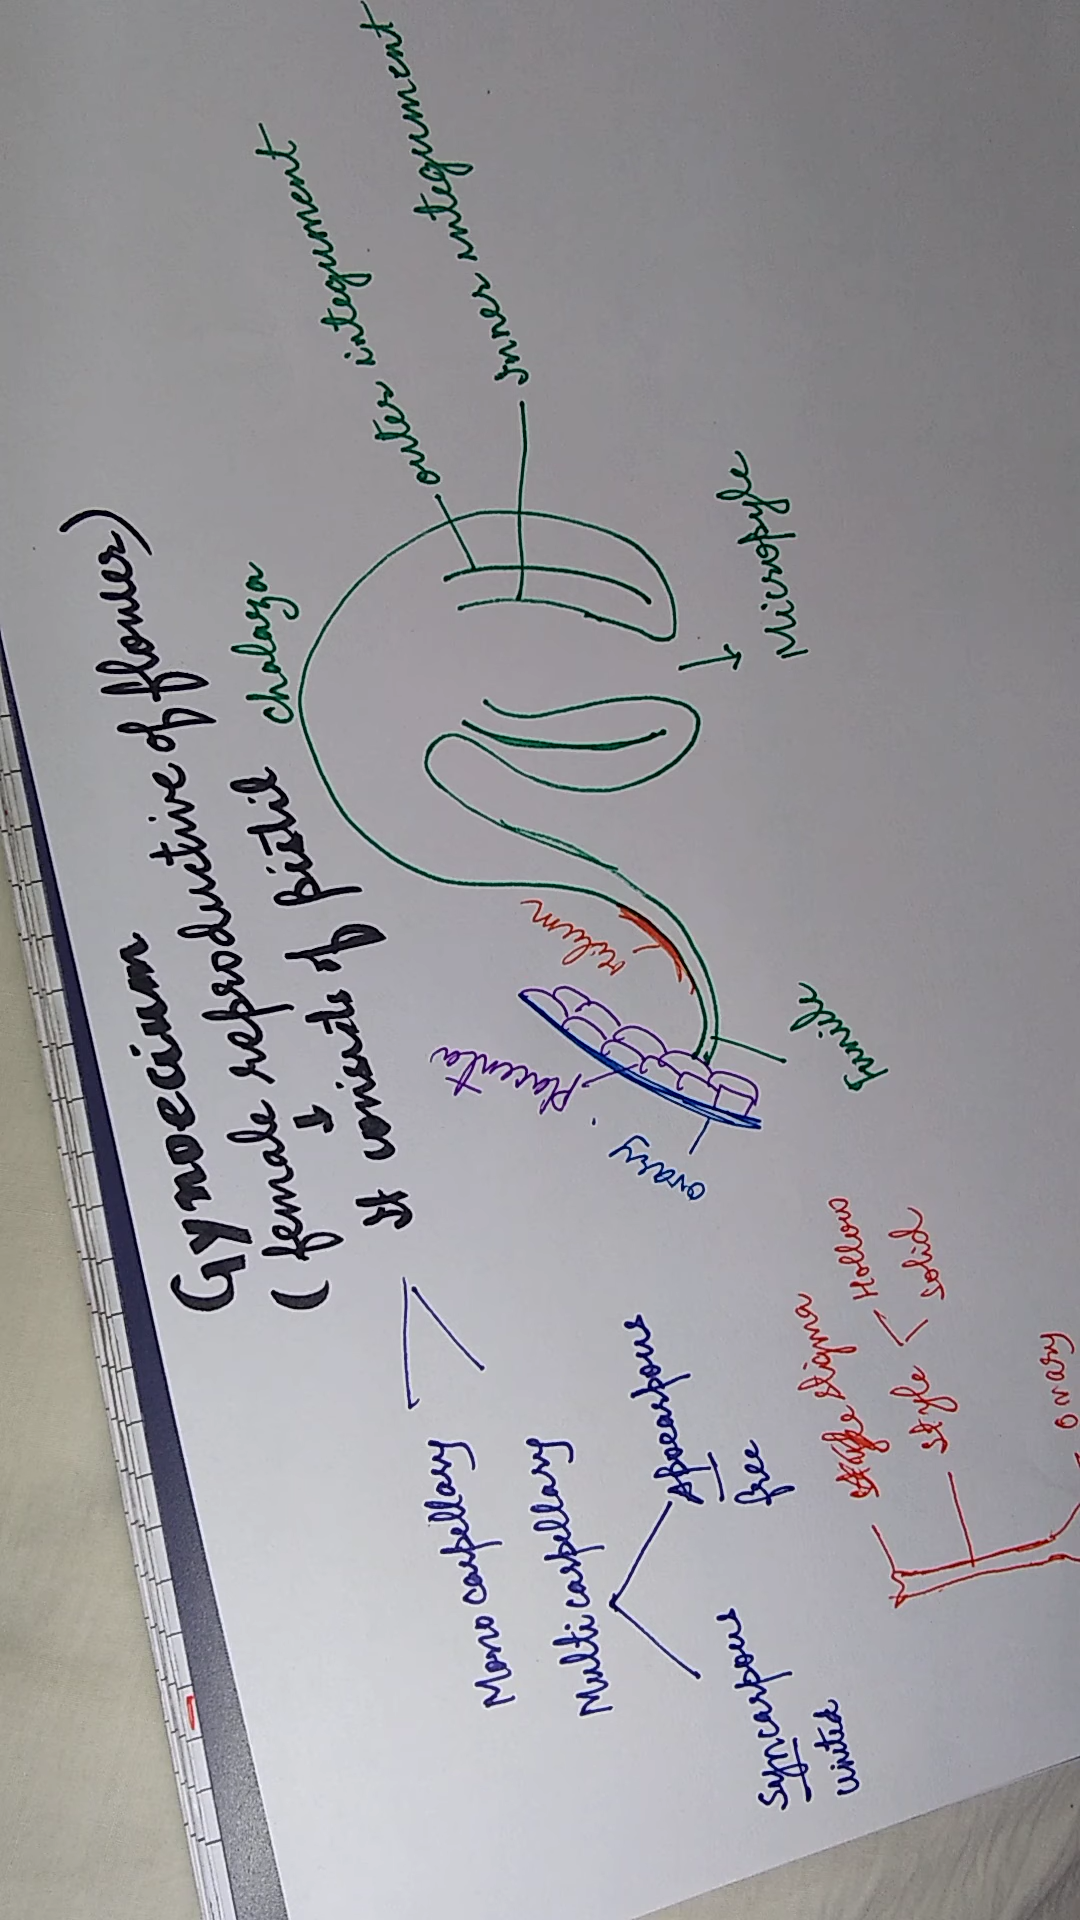 Gynoecium
(female reproductive of flower)
↓
It consists of pistil
Mono carpellary
Multi carpellary
Syncarpous
united
Apocarpous
free
chalaza
outer integument
Inner integument
Micropyle
Hilum
Placenta
ovary
Funicle
stigma
style
Hollow
solid
ovary